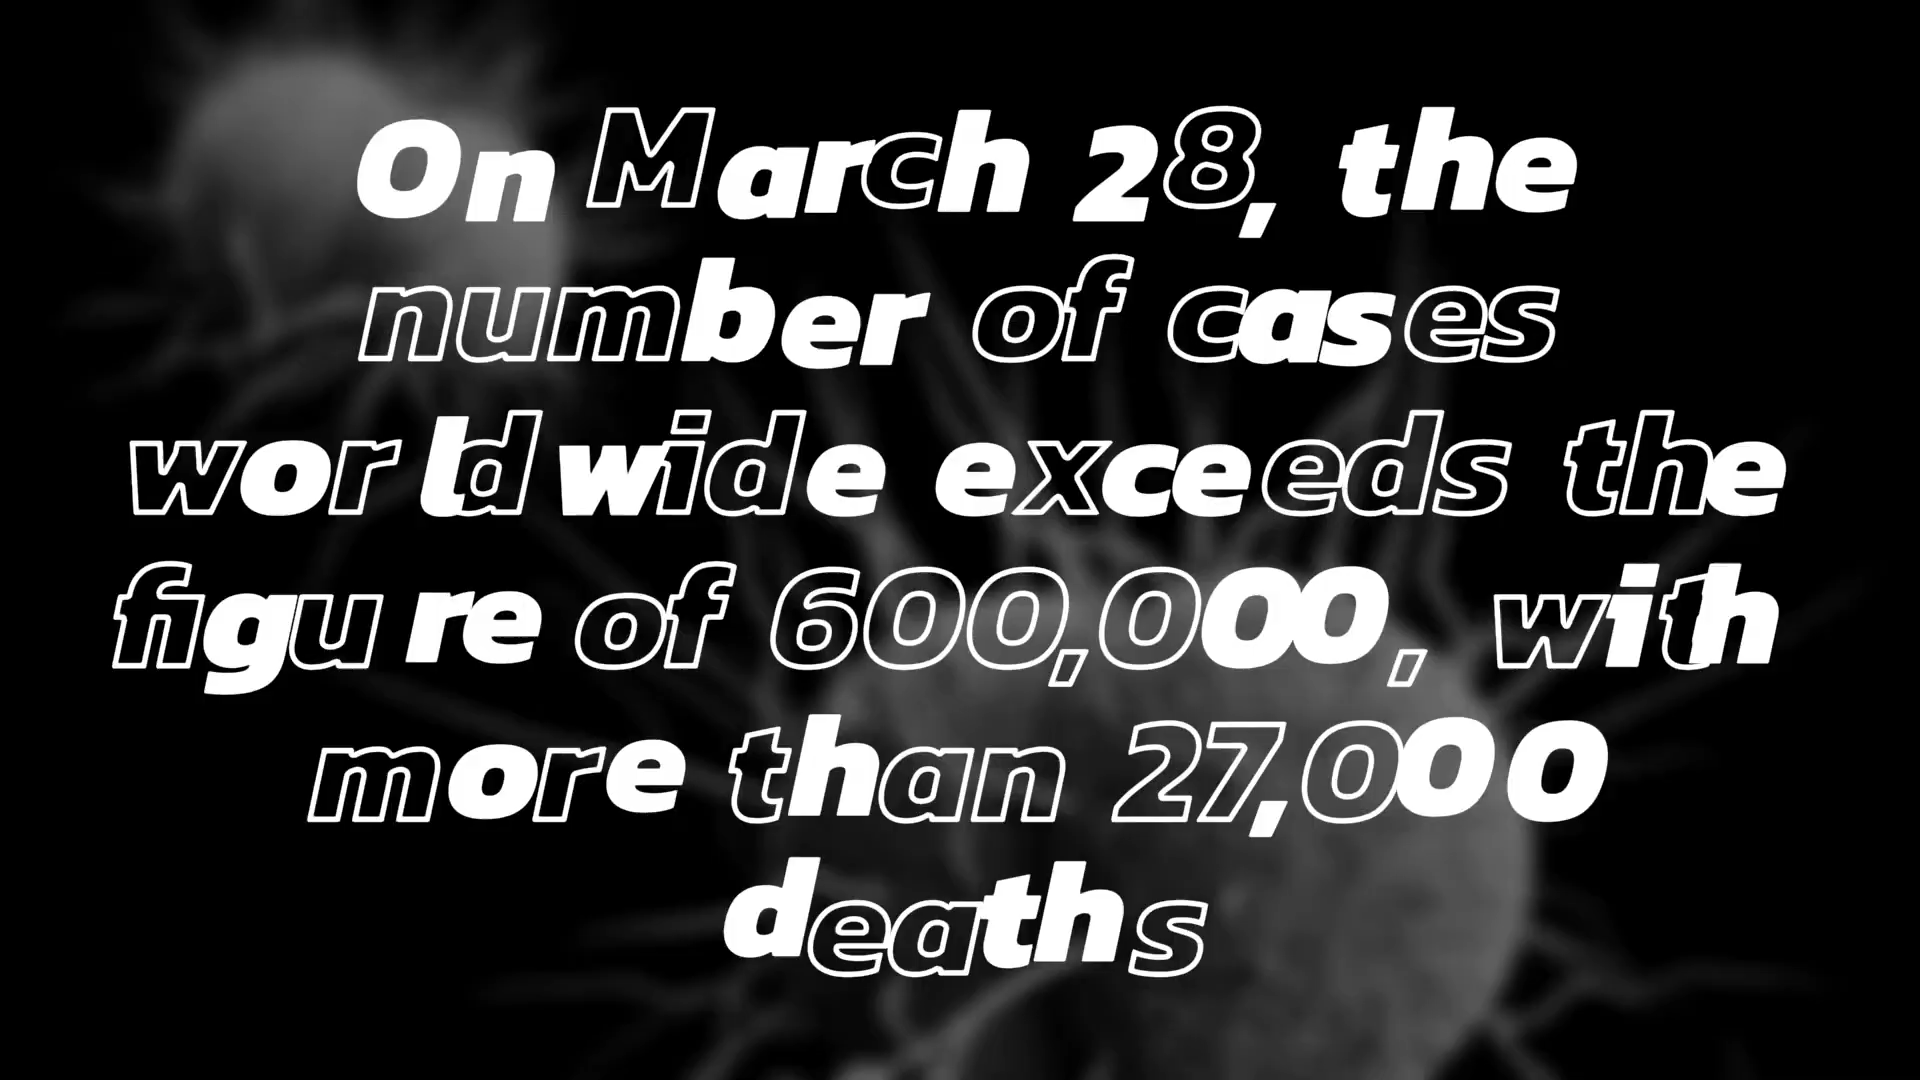 On March 28, the
number of cases
worldwide exceeds the
figure of 600,000, with
more than 27,000
deaths